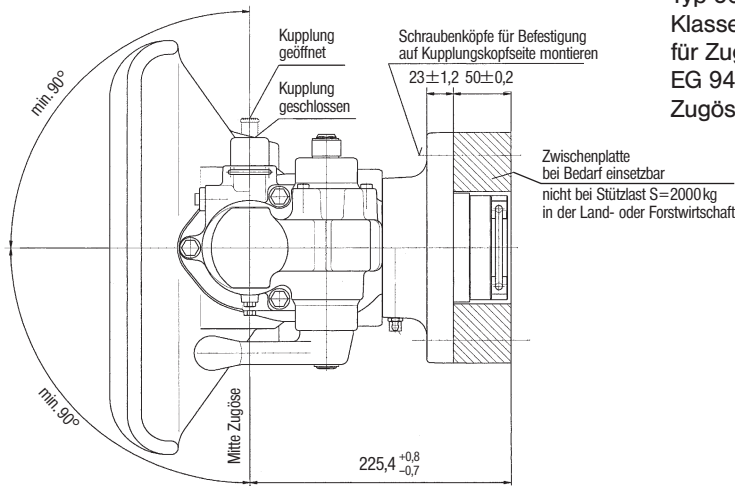 Klasse
für Zug
EG 94
Zugös
Kupplung
geöffnet
Kupplung
geschlossen
Schraubenköpfe für Befestigung
auf Kupplungskopfseite montieren
23±1,2 50±0,2
Zwischenplatte
bei Bedarf einsetzbar
nicht bei Stützlast S=2000kg
in der Land- oder Forstwirtschaft
min. 90°
min. 90°
Mitte Zugöse
225,4 +0,8
–0,7